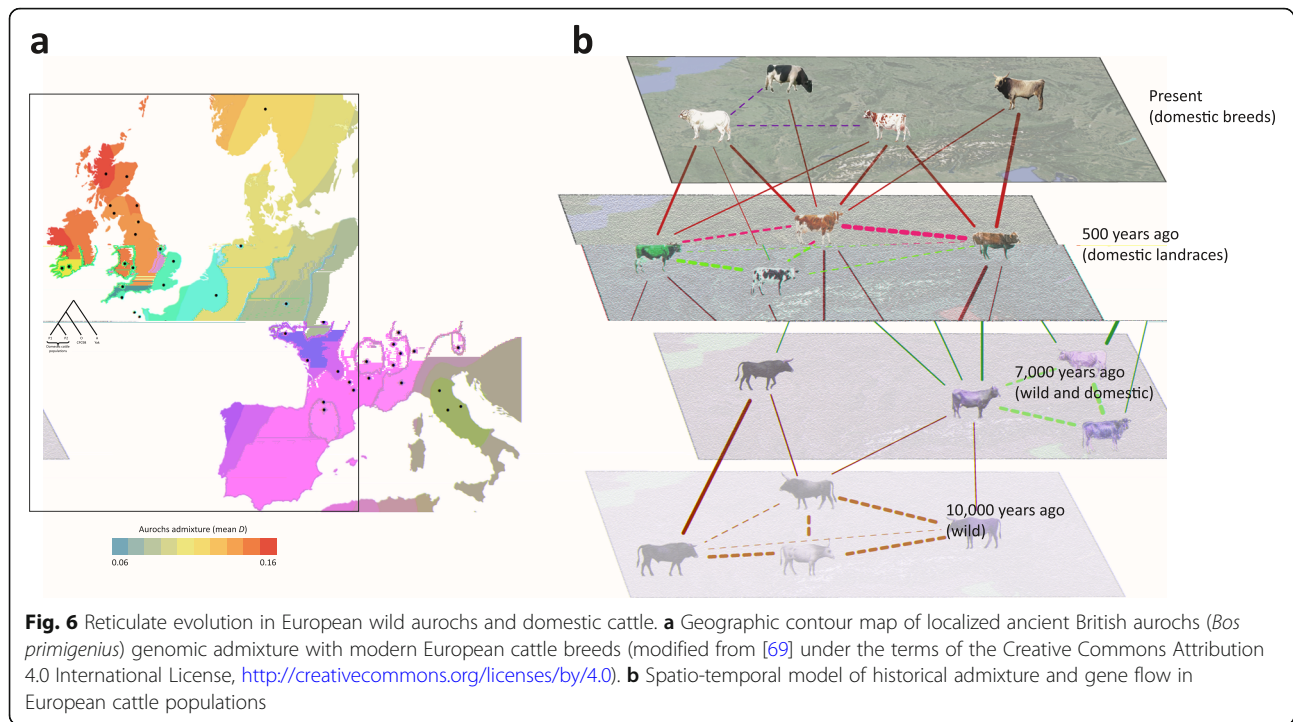 a
b
Present
(domestic breeds)
500 years ago
(domestic landraces)
7,000 years ago
(wild and domestic)
10,000 years ago
(wild)
P1
P2
O
Domestic cattle
populations
CPC98
Yak
Aurochs admixture (mean D)
0.06
0.16
Fig. 6 Reticulate evolution in European wild aurochs and domestic cattle. a Geographic contour map of localized ancient British aurochs (Bos
primigenius) genomic admixture with modern European cattle breeds (modified from [69] under the terms of the Creative Commons Attribution
4.0 International License, http://creativecommons.org/licenses/by/4.0). b Spatio-temporal model of historical admixture and gene flow in
European cattle populations